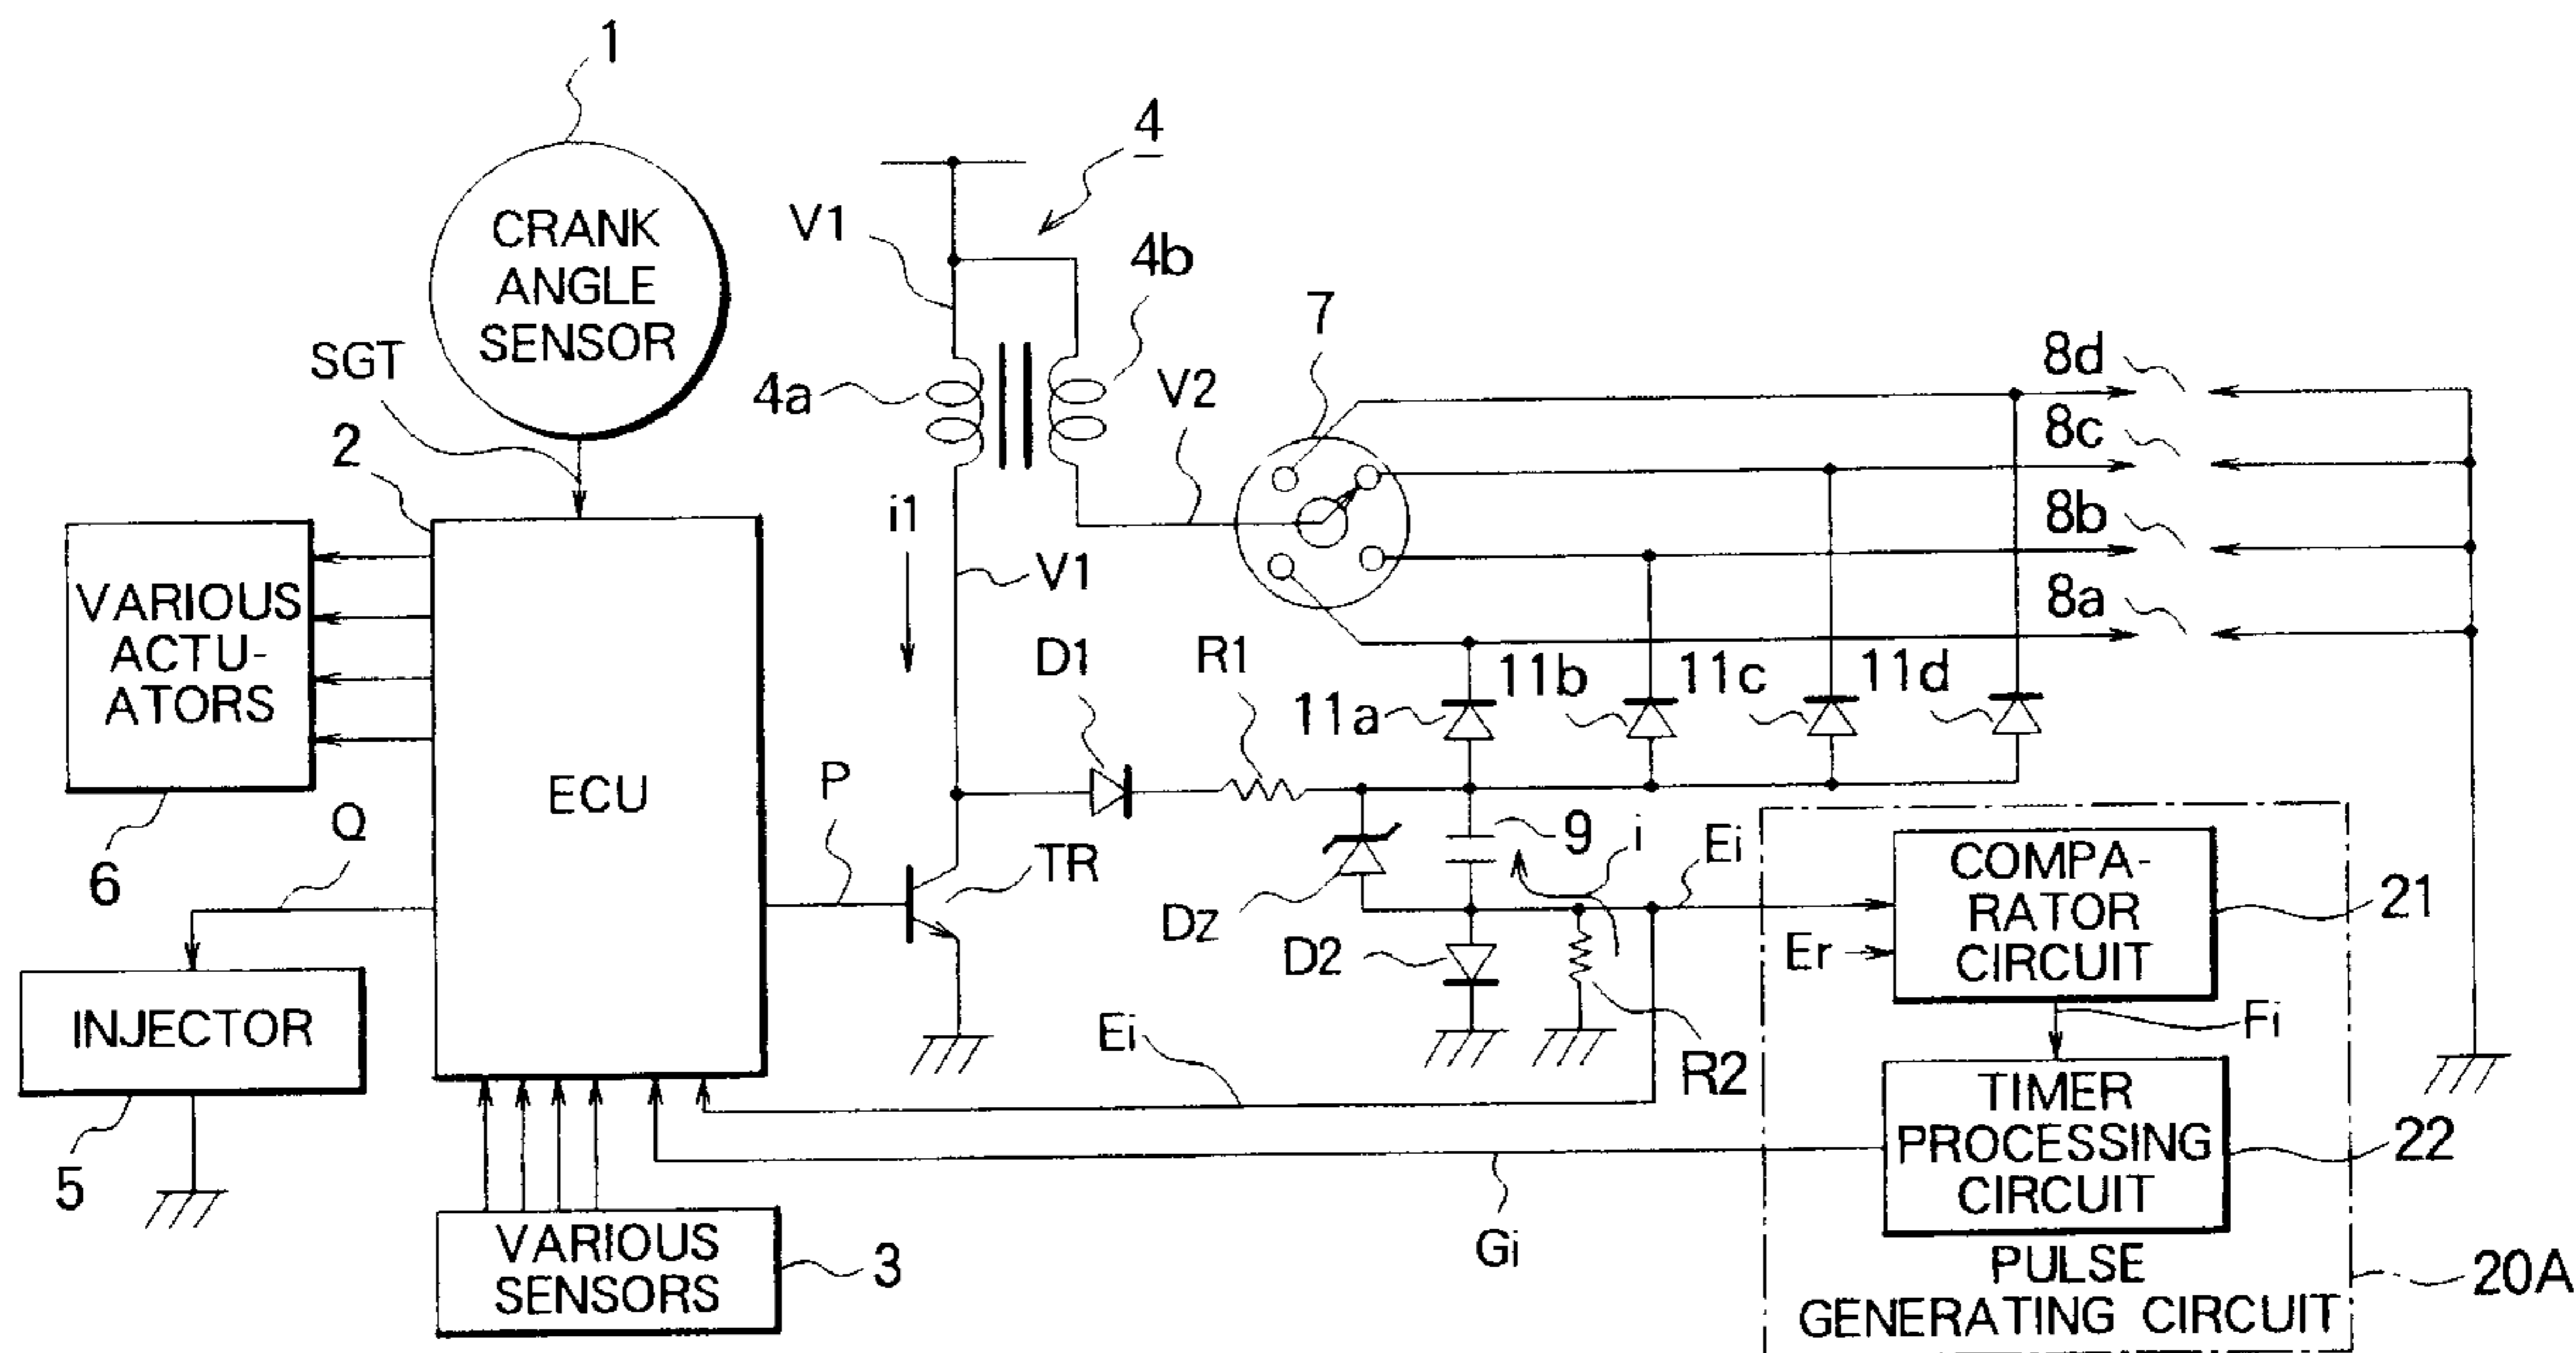 1
4
CRANK
ANGLE
SENSOR
V1
4b
7
SGT
4a
V2
8d
2
8c
i1
8b
V1
8a
VARIOUS
ACTU-
ATORS
D1
R1
11a
11b
11c
11d
ECU
P
Q
6
TR
9
i
Ei
COMPA-
RATOR
CIRCUIT
21
Dz
D2
Er
INJECTOR
Ei
R2
Fi
TIMER
PROCESSING
CIRCUIT
22
5
VARIOUS
SENSORS
3
Gi
PULSE
GENERATING CIRCUIT
20A